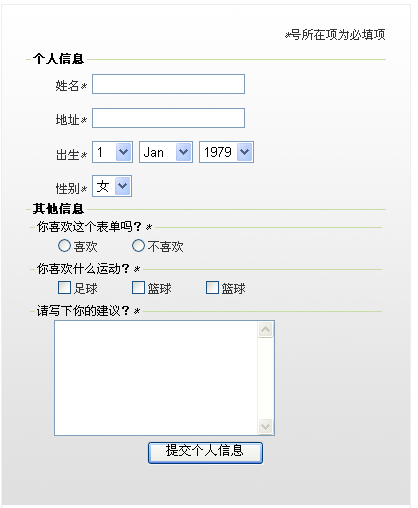 *号所在项为必填项
个人信息
姓名*
地址*
出生* 1 Jan 1979
性别* 女
其他信息
你喜欢这个表单吗？*
喜欢 不喜欢
你喜欢什么运动？*
足球 篮球 篮球
请写下你的建议？*
提交个人信息